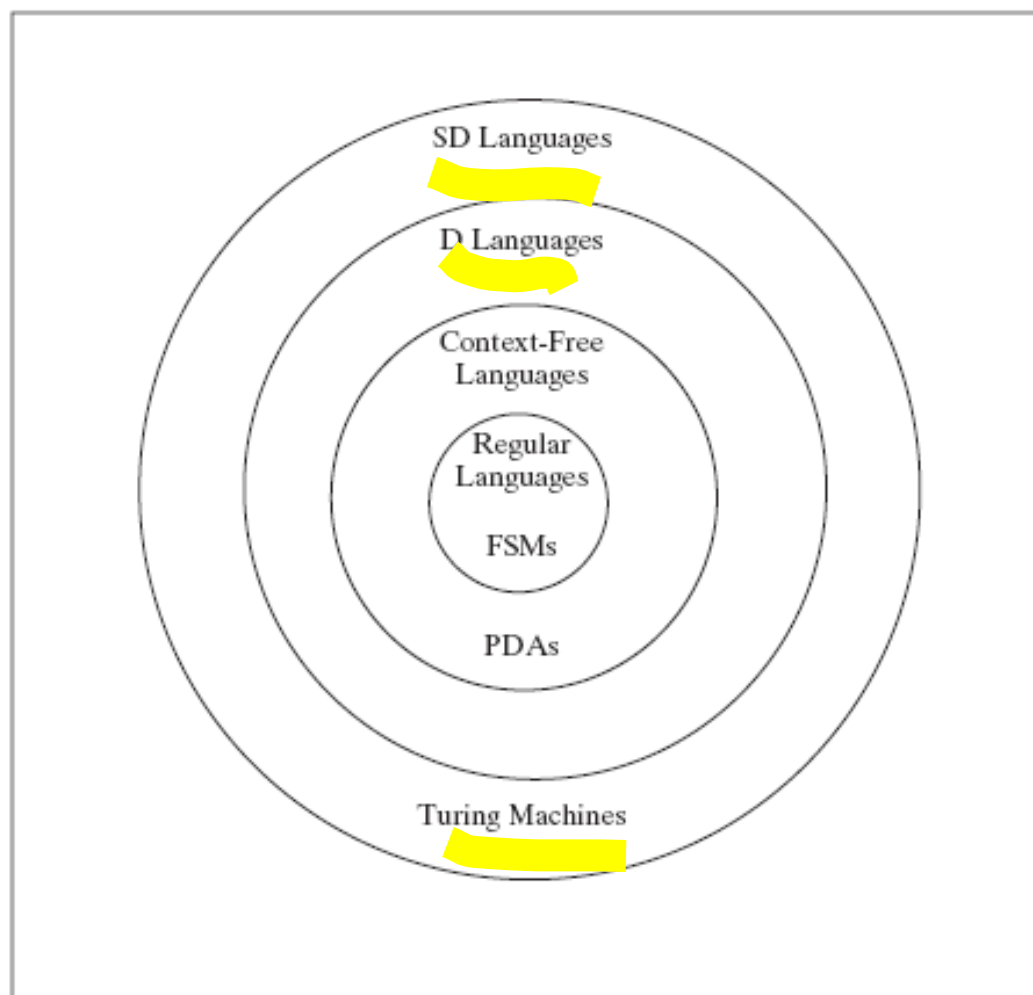 SD Languages
D Languages
Context-Free
Languages
Regular
Languages
FSMs
PDAs
Turing Machines